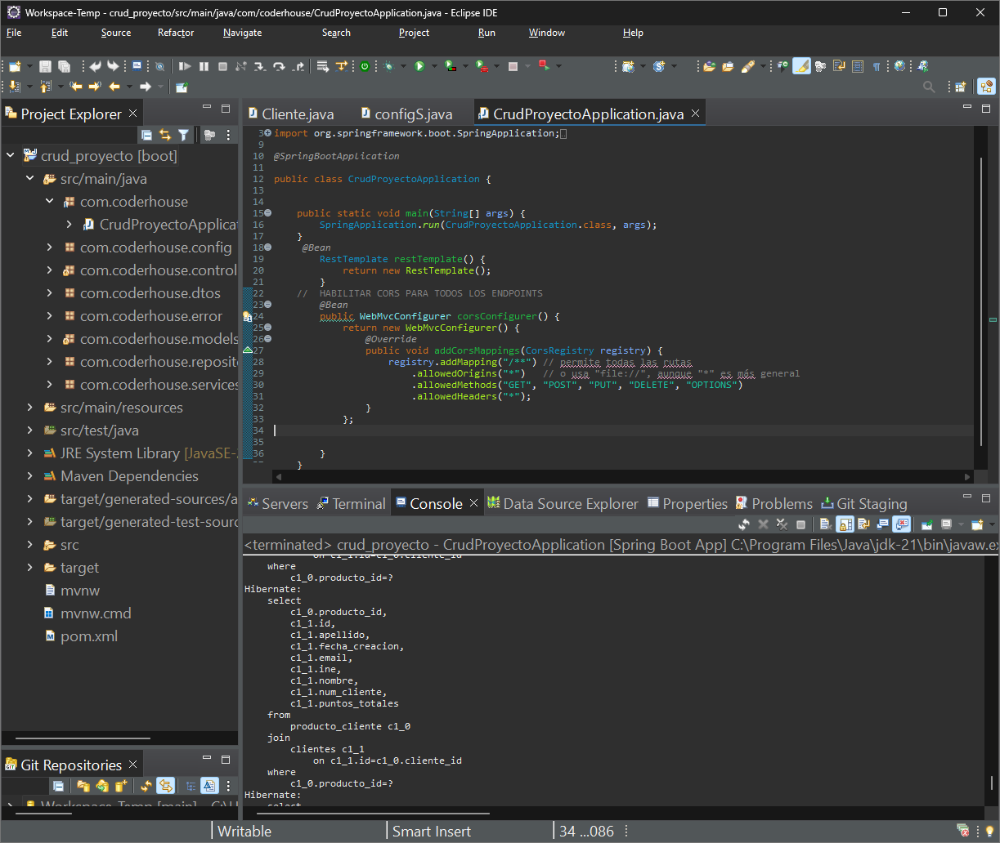 Workspace-Temp - crud_proyecto/src/main/java/com/coderhouse/CrudProyectoApplication.java - Eclipse IDE
File Edit Source Refactor Navigate Search Project Run Window Help
Project Explorer
crud_proyecto [boot]
src/main/java
com.coderhouse
CrudProyectoApplicat
com.coderhouse.config
com.coderhouse.control
com.coderhouse.dtos
com.coderhouse.error
com.coderhouse.models
com.coderhouse.reposit
com.coderhouse.services
src/main/resources
src/test/java
JRE System Library [JavaSE-
Maven Dependencies
target/generated-sources/a
target/generated-test-sourc
src
target
mvnw
mvnw.cmd
pom.xml
Git Repositories
GIT
Workspace-Temp [main] - C:\U
Cliente.java configS.java CrudProyectoApplication.java
3 import org.springframework.boot.SpringApplication;
9
10 @SpringBootApplication
11
12 public class CrudProyectoApplication {
13
14
15 public static void main(String[] args) {
16 SpringApplication.run(CrudProyectoApplication.class, args);
17 }
18 @Bean
19 RestTemplate restTemplate() {
20 return new RestTemplate();
21 }
22 // HABILITAR CORS PARA TODOS LOS ENDPOINTS
23 @Bean
24 public WebMvcConfigurer corsConfigurer() {
25 return new WebMvcConfigurer() {
26 @Override
27 public void addCorsMappings(CorsRegistry registry) {
28 registry.addMapping("/**") // permite todas las rutas
29 .allowedOrigins("*") // o usa "file://", aunque "*" es más general
30 .allowedMethods("GET", "POST", "PUT", "DELETE", "OPTIONS")
31 .allowedHeaders("*");
32 }
33 };
34
35
36 }
}
Servers Terminal Console Data Source Explorer Properties Problems Git Staging
<terminated> crud_proyecto - CrudProyectoApplication [Spring Boot App] C:\Program Files\Java\jdk-21\bin\javaw.ex
on c1_1.id=c1_0.cliente_id
where
c1_0.producto_id=?
Hibernate:
select
c1_0.producto_id,
c1_1.id,
c1_1.apellido,
c1_1.fecha_creacion,
c1_1.email,
c1_1.ine,
c1_1.nombre,
c1_1.num_cliente,
c1_1.puntos_totales
from
producto_cliente c1_0
join
clientes c1_1
on c1_1.id=c1_0.cliente_id
where
c1_0.producto_id=?
Hibernate:
select
Writable Smart Insert 34 ...086